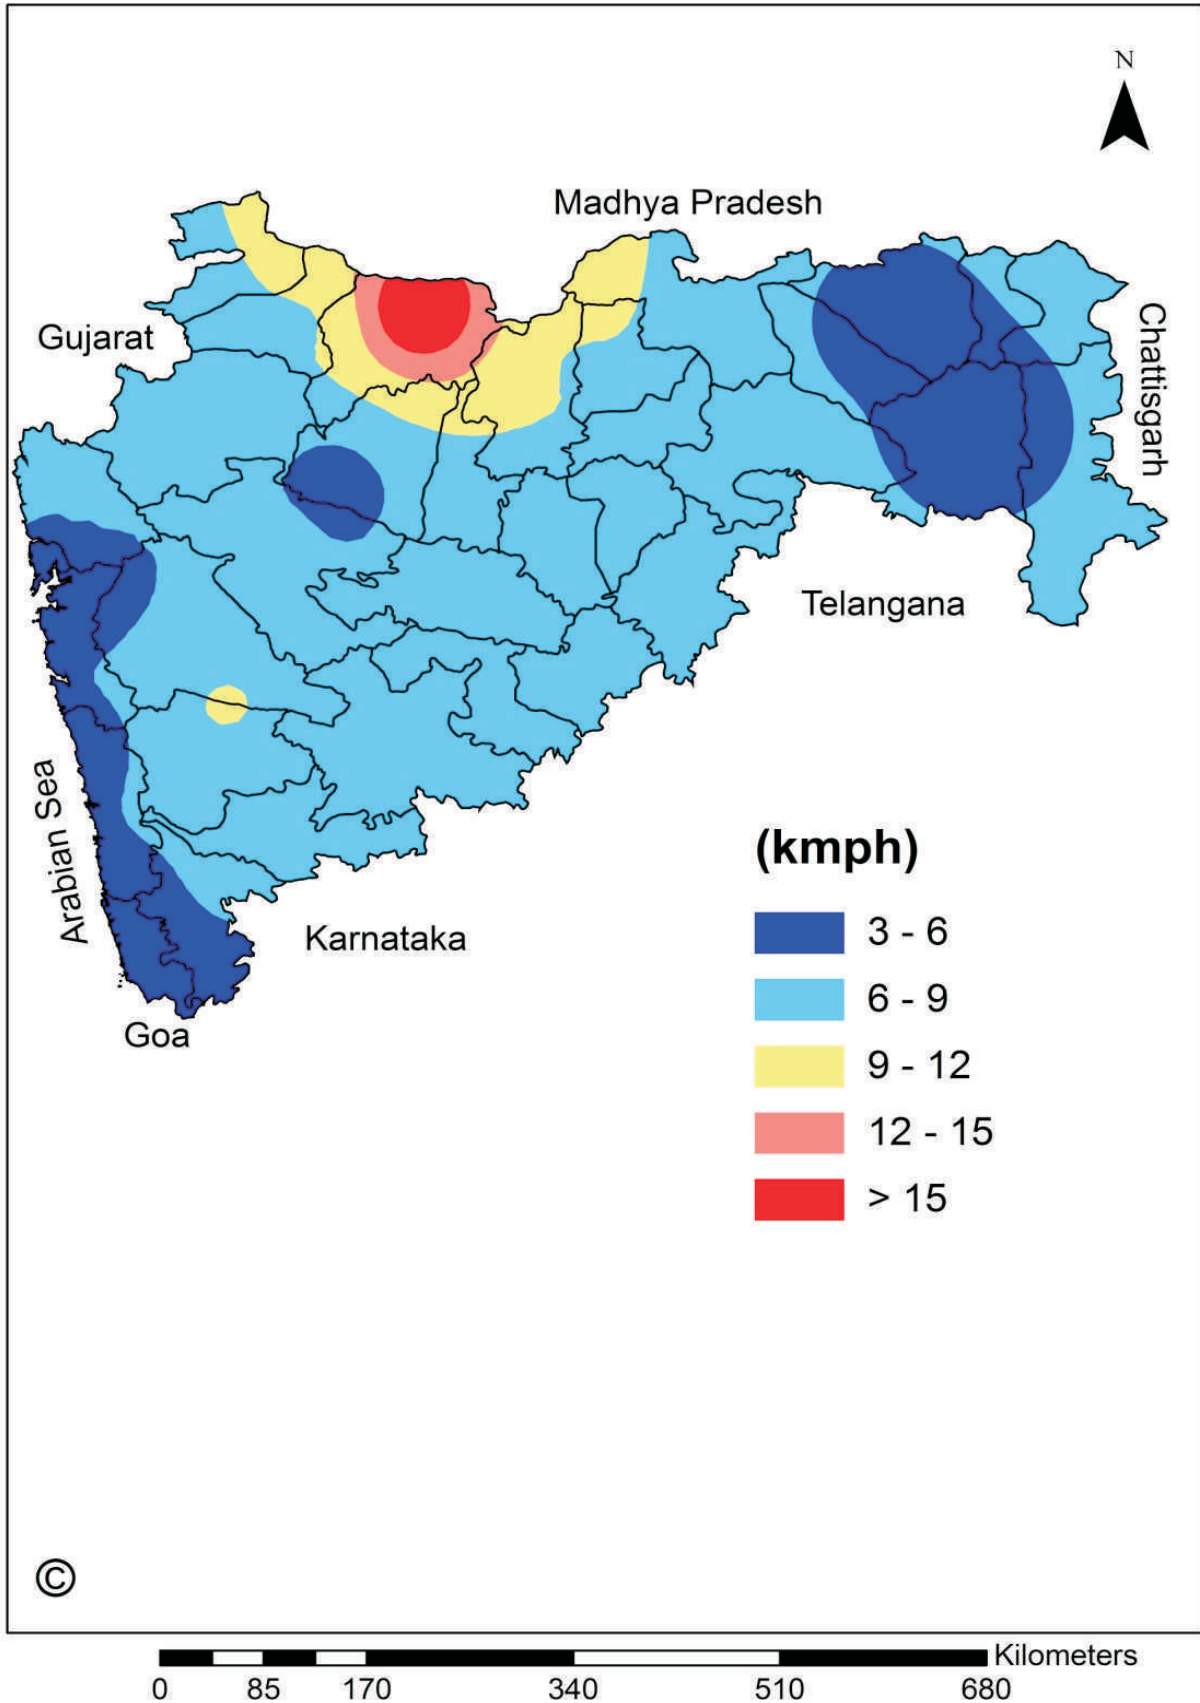 N
Madhya Pradesh
Gujarat
Chattisgarh
Telangana
Arabian Sea
Karnataka
Goa
(kmph)
3 - 6
6 - 9
9 - 12
12 - 15
> 15
©
Kilometers
0 85 170 340 510 680